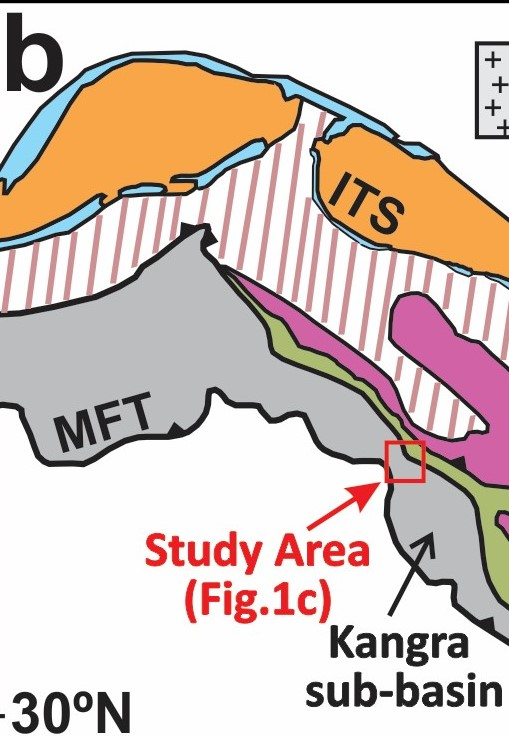 b
ITS
MFT
Study Area
(Fig.1c)
Kangra
sub-basin
30ºN